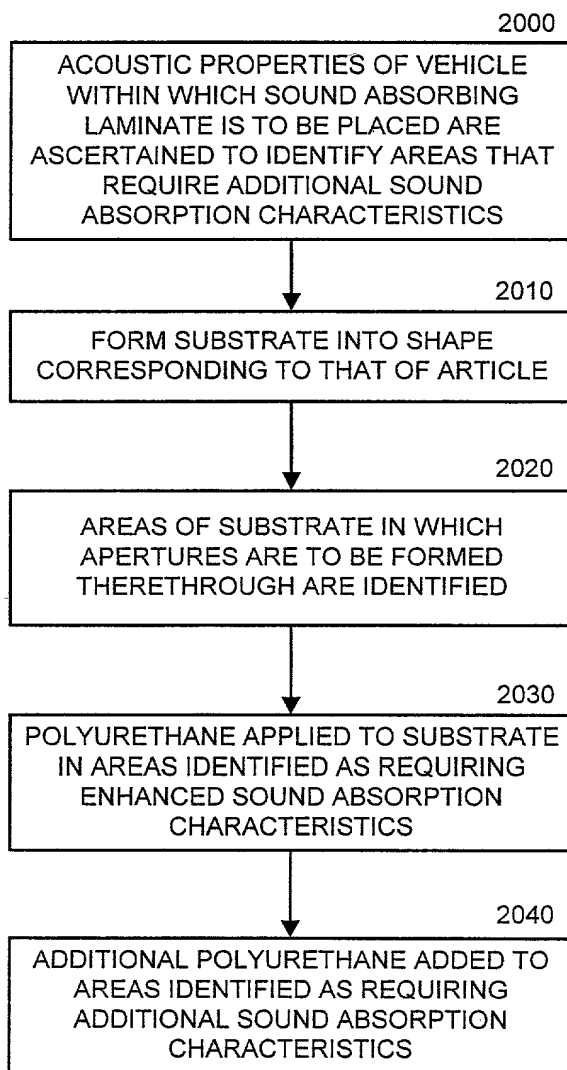 2000
ACOUSTIC PROPERTIES OF VEHICLE
WITHIN WHICH SOUND ABSORBING
LAMINATE IS TO BE PLACED ARE
ASCERTAINED TO IDENTIFY AREAS THAT
REQUIRE ADDITIONAL SOUND
ABSORPTION CHARACTERISTICS
2010
FORM SUBSTRATE INTO SHAPE
CORRESPONDING TO THAT OF ARTICLE
2020
AREAS OF SUBSTRATE IN WHICH
APERTURES ARE TO BE FORMED
THERETHROUGH ARE IDENTIFIED
2030
POLYURETHANE APPLIED TO SUBSTRATE
IN AREAS IDENTIFIED AS REQUIRING
ENHANCED SOUND ABSORPTION
CHARACTERISTICS
2040
ADDITIONAL POLYURETHANE ADDED TO
AREAS IDENTIFIED AS REQUIRING
ADDITIONAL SOUND ABSORPTION
CHARACTERISTICS